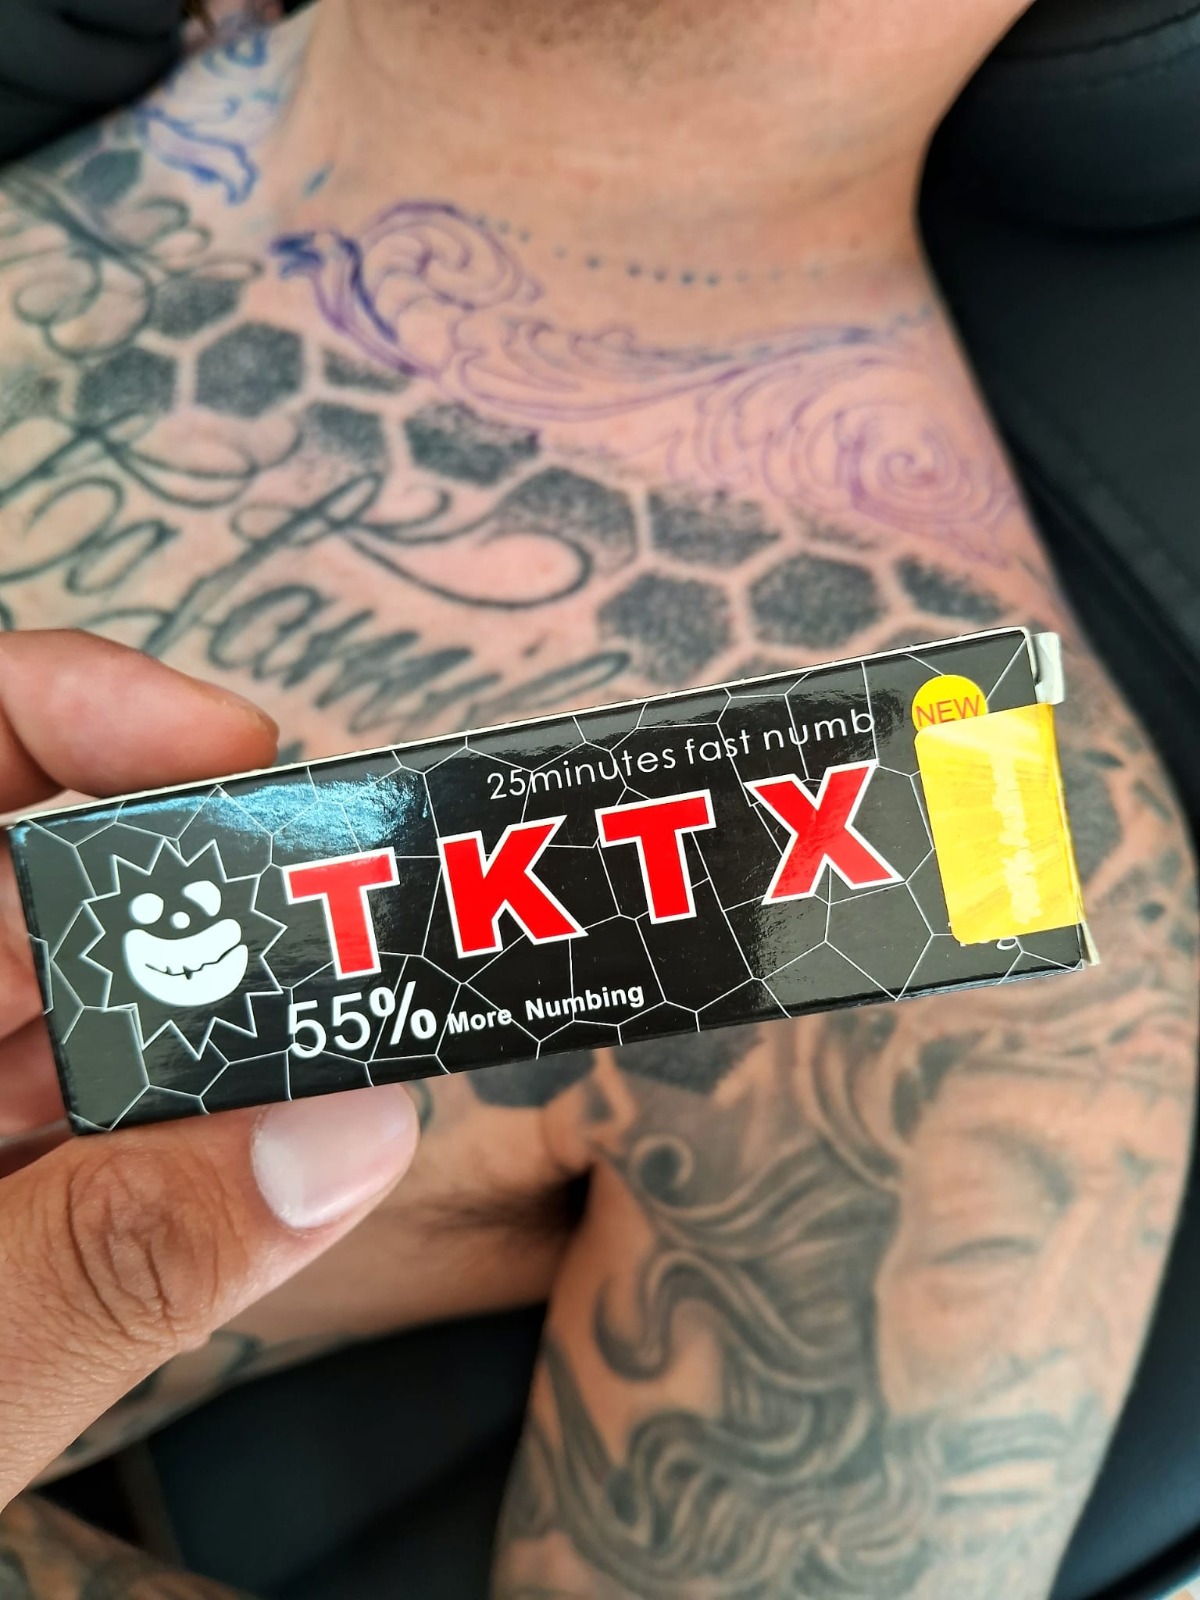 25minutes fast numb
NEW
TKTX
55% More Numbing